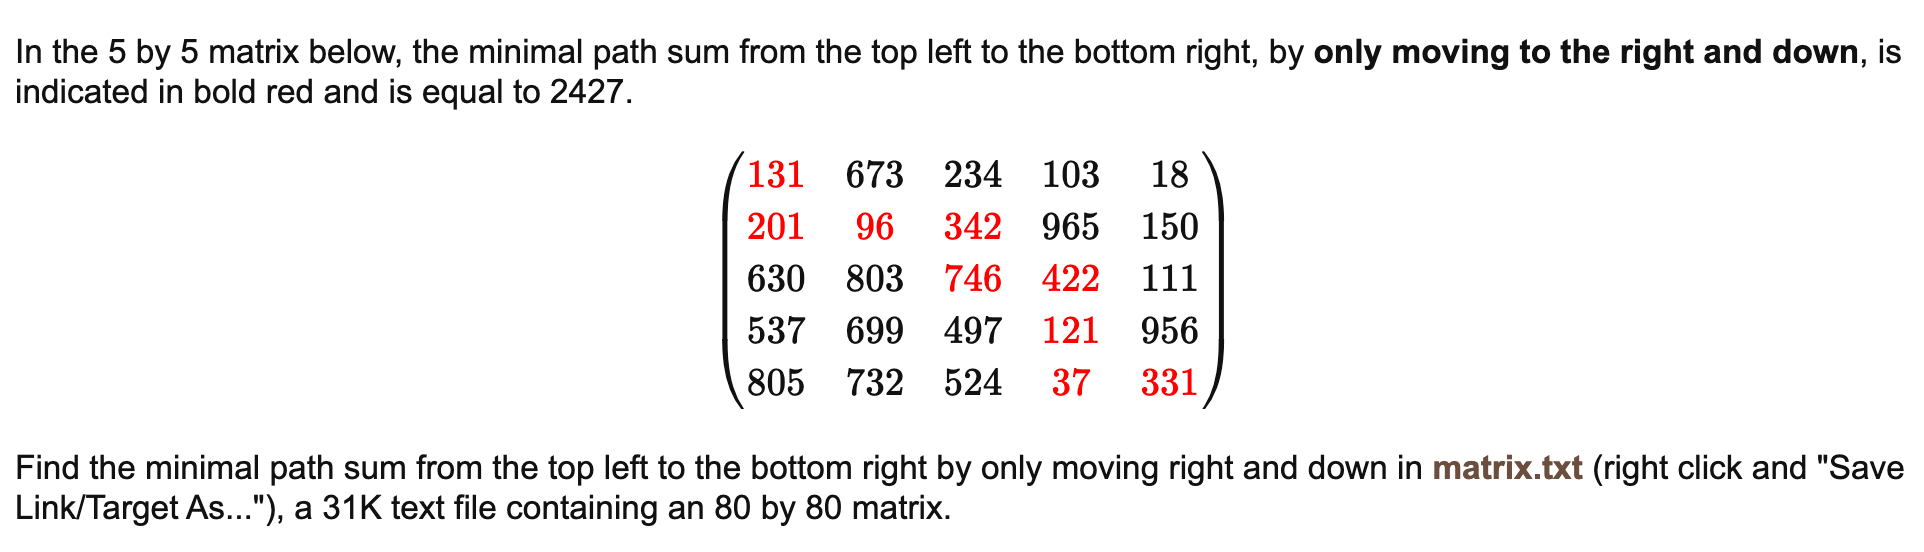 In the 5 by 5 matrix below, the minimal path sum from the top left to the bottom right, by only moving to the right and down, is
indicated in bold red and is equal to 2427.
131 673 234 103 18
201 96 342 965 150
630 803 746 422 111
537 699 497 121 956
805 732 524 37 331
Find the minimal path sum from the top left to the bottom right by only moving right and down in matrix.txt (right click and "Save
Link/Target As..."), a 31K text file containing an 80 by 80 matrix.